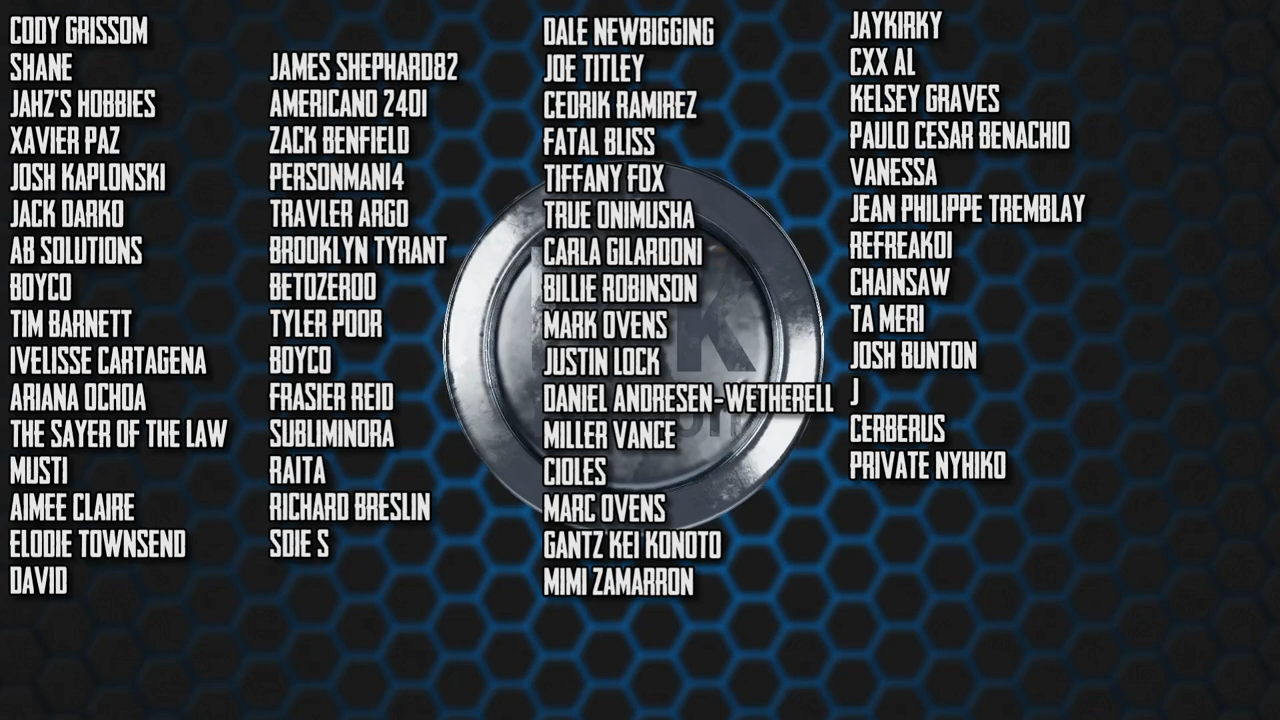 CODY GRISSOM
SHANE
JAHZ'S HOBBIES
XAVIER PAZ
JOSH KAPLONSKI
JACK DARKO
AB SOLUTIONS
BOYCO
TIM BARNETT
IVELISSE CARTAGENA
ARIANA OCHOA
THE SAYER OF THE LAW
MUSTI
AIMEE CLAIRE
ELODIE TOWNSEND
DAVID
JAMES SHEPHARD82
AMERICANO 2401
ZACK BENFIELD
PERSONMAN14
TRAVLER ARGO
BROOKLYN TYRANT
BETOZEROO
TYLER POOR
BOYCO
FRASIER REID
SUBLIMINORA
RAITA
RICHARD BRESLIN
SDIE S
DALE NEWBIGGING
JOE TITLEY
CEDRIK RAMIREZ
FATAL BLISS
TIFFANY FOX
TRUE ONIMUSHA
CARLA GILARDONI
BILLIE ROBINSON
MARK OVENS
JUSTIN LOCK
DANIEL ANDRESEN-WETHERELL
MILLER VANCE
CIOLES
MARC OVENS
GANTZ KEI KONOTO
MIMI ZAMARRON
JAYKIRKY
CXX AL
KELSEY GRAVES
PAULO CESAR BENACHIO
VANESSA
JEAN PHILIPPE TREMBLAY
REFREAK01
CHAINSAW
TA MERI
JOSH BUNTON
J
CERBERUS
PRIVATE NYHIKO